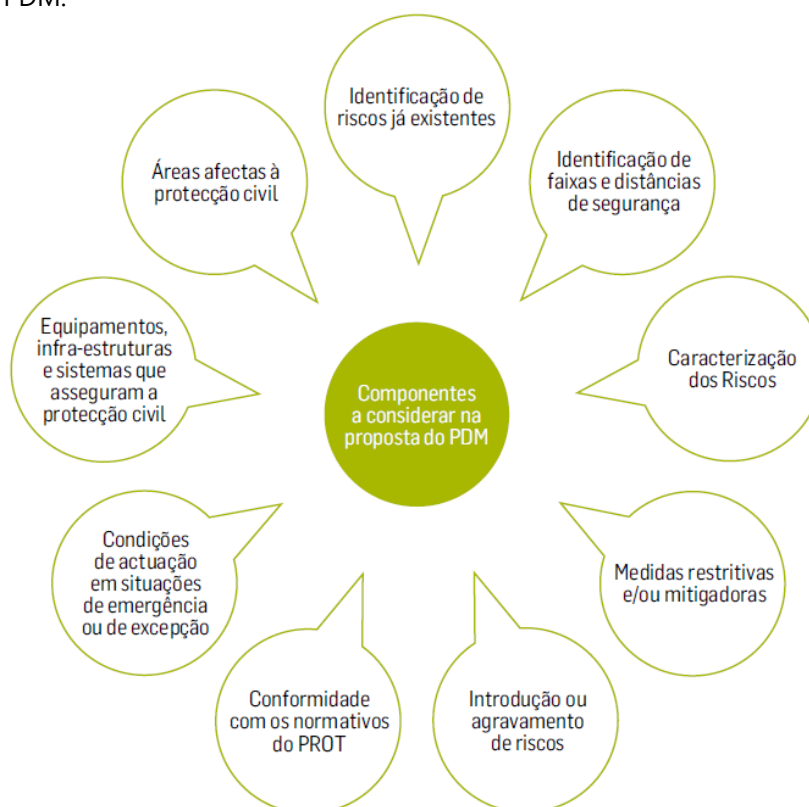 PDM.
Identificação de
riscos já existentes
Identificação de
faixas e distâncias
de segurança
Caracterização
dos Riscos
Medidas restritivas
e/ou mitigadoras
Introdução ou
agravamento
de riscos
Conformidade
com os normativos
do PROT
Condições
de actuação
em situações
de emergência
ou de excepção
Equipamentos,
infra-estruturas
e sistemas que
asseguram a
protecção civil
Áreas afectas à
protecção civil
Componentes
a considerar na
proposta do PDM